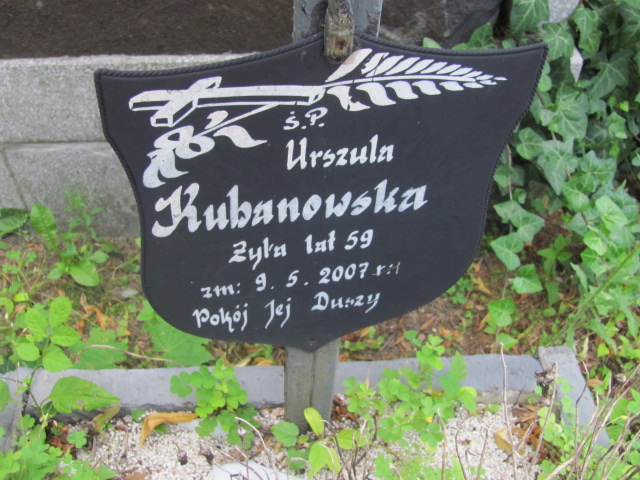 Ś.P.
Urszula
Kubanowska
Żyła lat 59
zm: 9. 5. 2007 r:
Pokój Jej Duszy